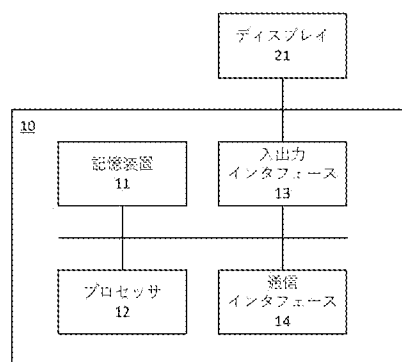 ディスプレイ
21
10
記憶装置
11
入出力
インタフェース
13
プロセッサ
12
通信
インタフェース
14